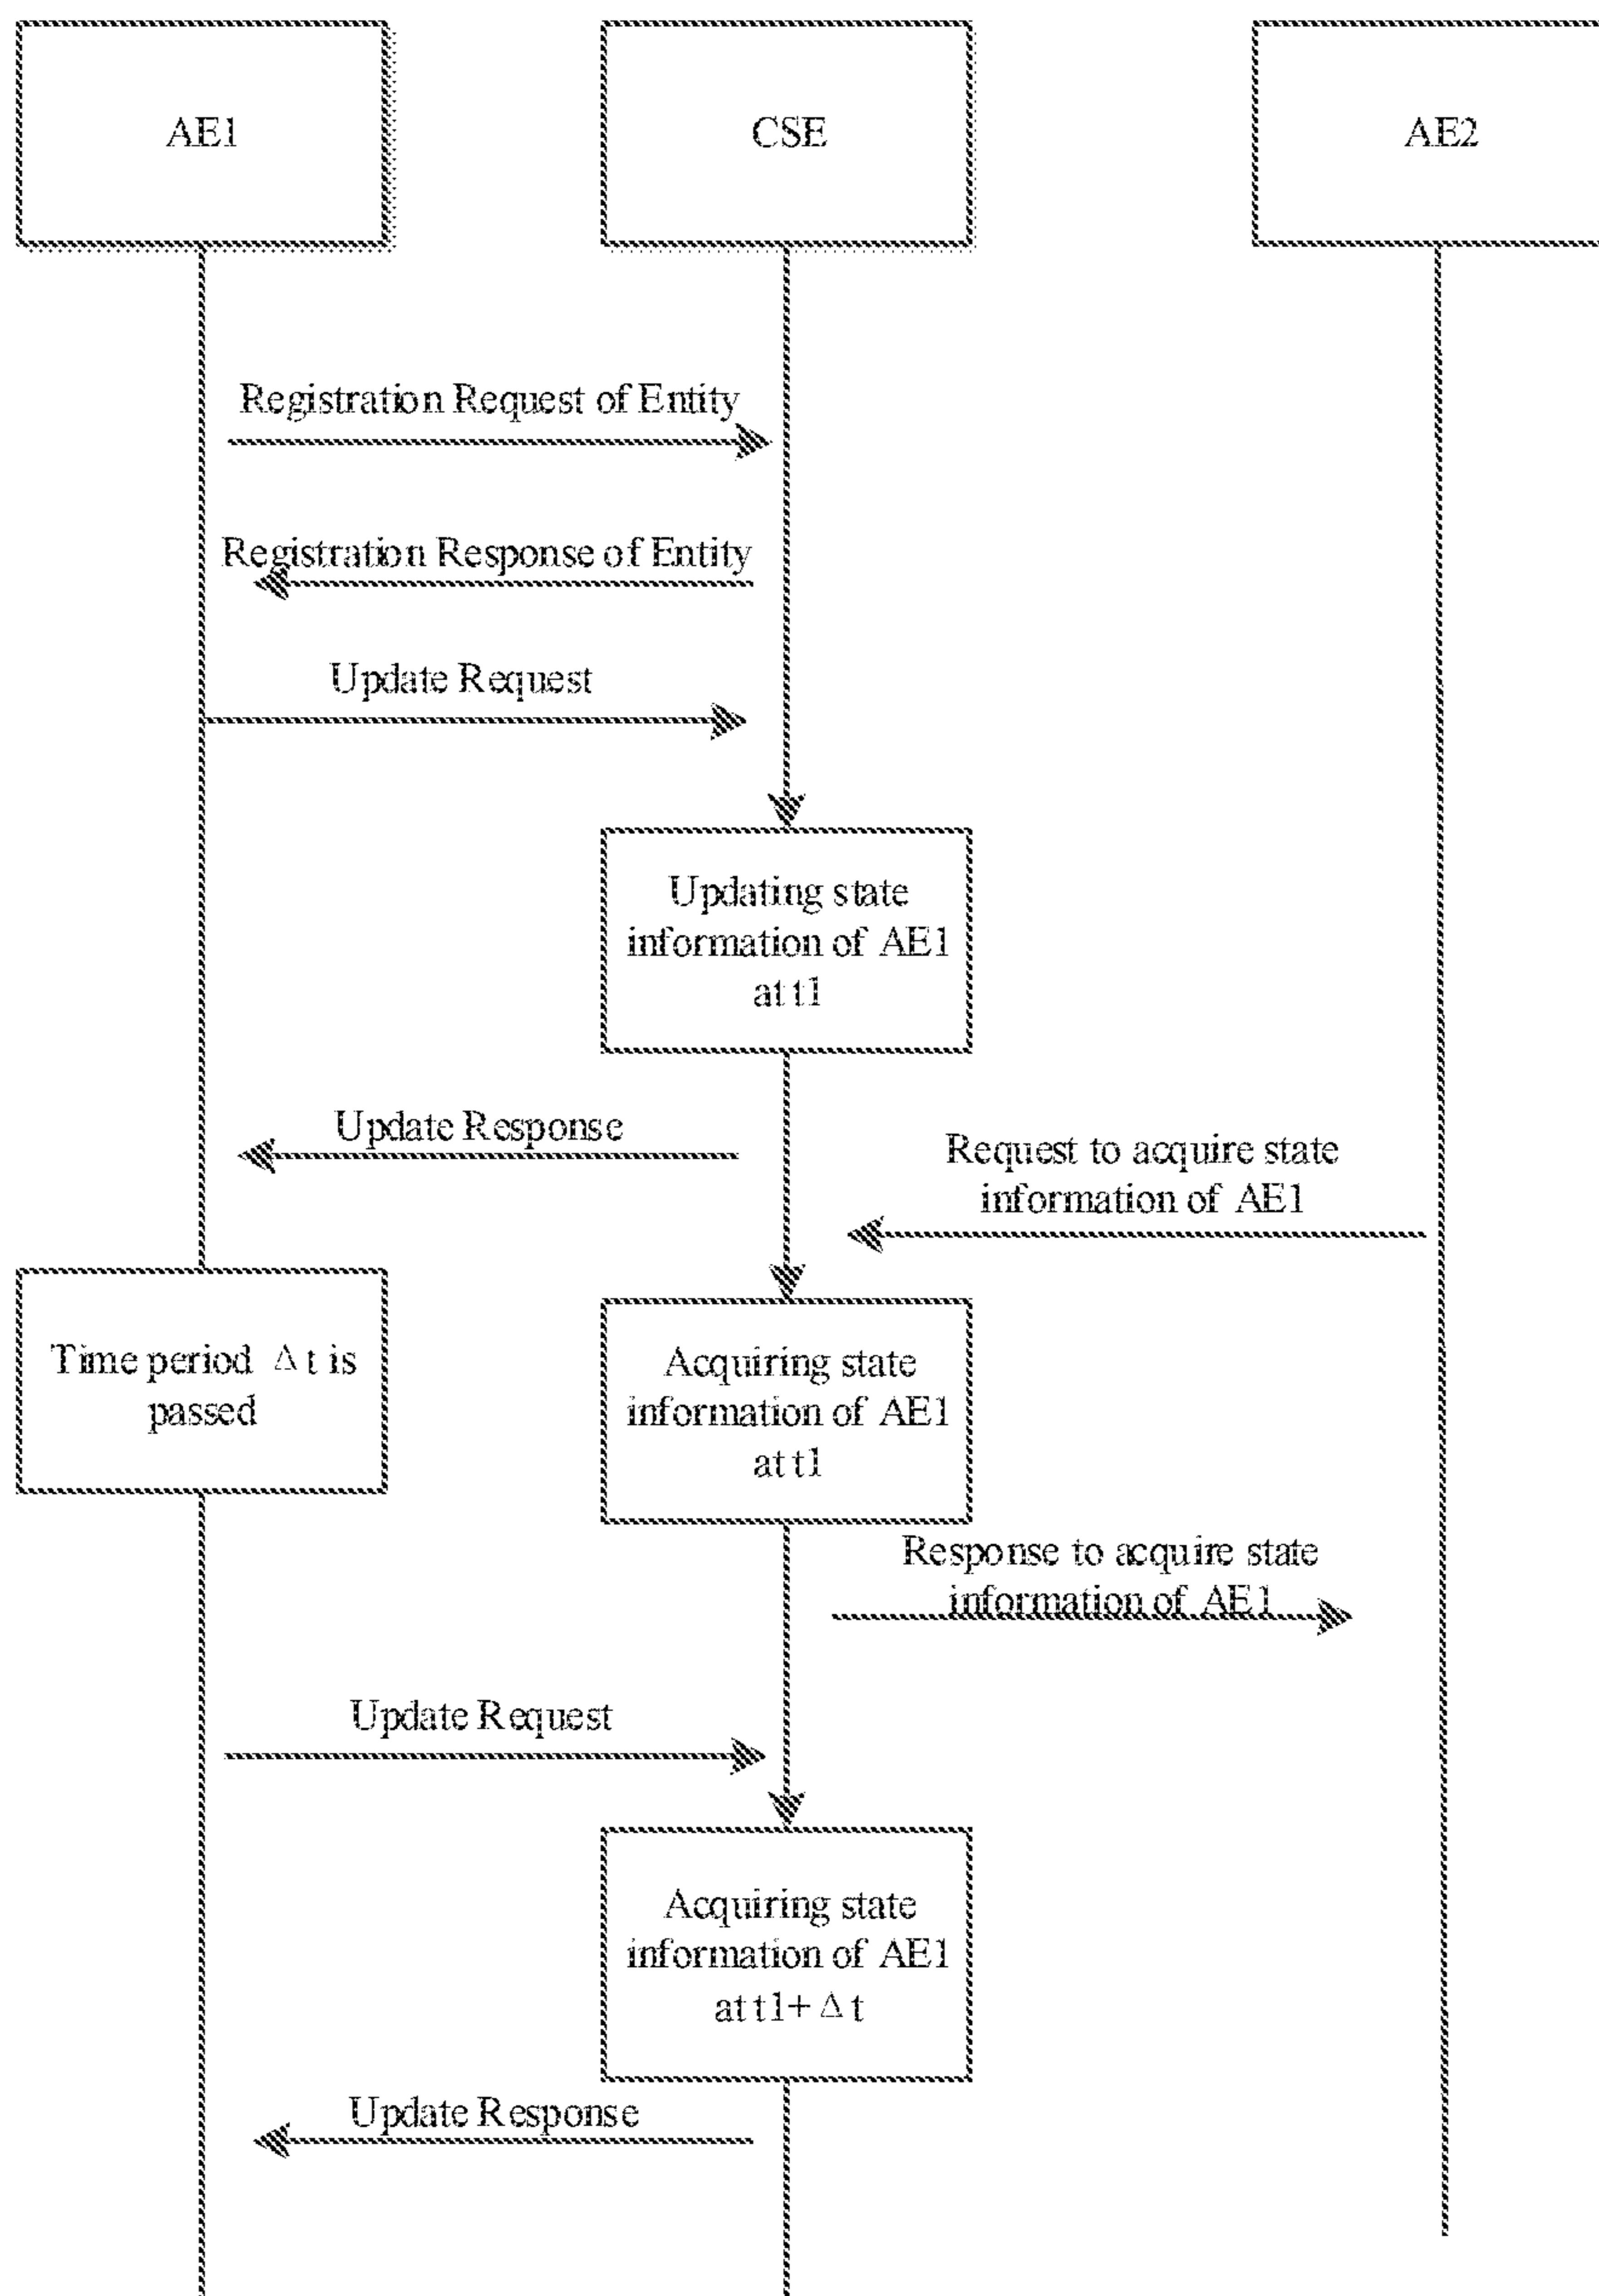 AE1
CSE
AE2
Registration Request of Entity
Registration Response of Entity
Update Request
Updating state
information of AE1
at t1
Update Response
Request to acquire state
information of AE1
Time period Δt is
passed
Acquiring state
information of AE1
at t1
Response to acquire state
information of AE1
Update Request
Acquiring state
information of AE1
at t1+Δt
Update Response